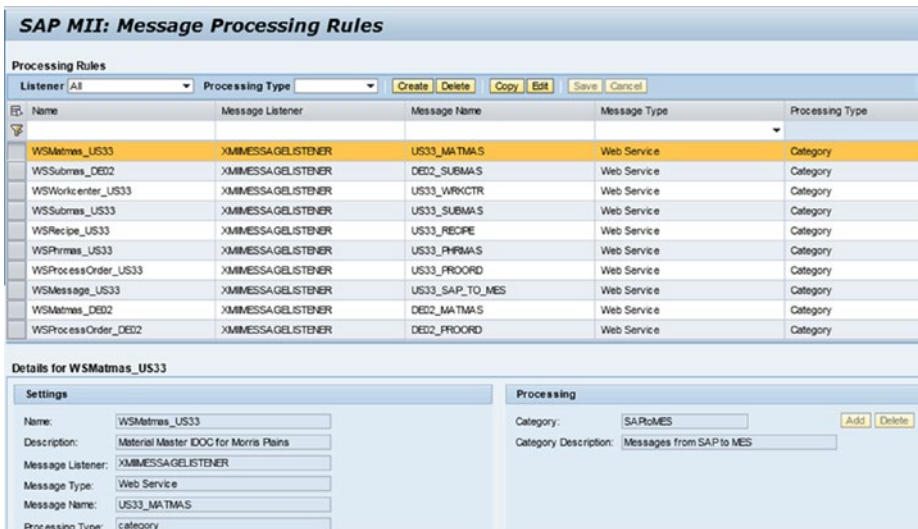 SAP MII: Message Processing Rules
Processing Rules
Listener All Processing Type Create Delete Copy Edit Save Cancel
Name Message Listener Message Name Message Type Processing Type
WSMatmas_US33 XMIIMESSAGELISTENER US33_MATMAS Web Service Category
WSSubmas_DE02 XMIIMESSAGELISTENER DE02_SUBMAS Web Service Category
WSWorkcenter_US33 XMIIMESSAGELISTENER US33_WRKCTR Web Service Category
WSSubmas_US33 XMIIMESSAGELISTENER US33_SUBMAS Web Service Category
WSRecipe_US33 XMIIMESSAGELISTENER US33_RECIPE Web Service Category
WSPhrmas_US33 XMIIMESSAGELISTENER US33_PHRMAS Web Service Category
WSProcessOrder_US33 XMIIMESSAGELISTENER US33_PROORD Web Service Category
WSMessage_US33 XMIIMESSAGELISTENER US33_SAP_TO_MES Web Service Category
WSMatmas_DE02 XMIIMESSAGELISTENER DE02_MATMAS Web Service Category
WSProcessOrder_DE02 XMIIMESSAGELISTENER DE02_PROORD Web Service Category
Details for WSMatmas_US33
Settings
Name: WSMatmas_US33
Description: Material Master IDOC for Morris Plains
Message Listener: XMIIMESSAGELISTENER
Message Type: Web Service
Message Name: US33_MATMAS
Processing Type: category
Processing
Category: SAPtoMES Add Delete
Category Description: Messages from SAP to MES